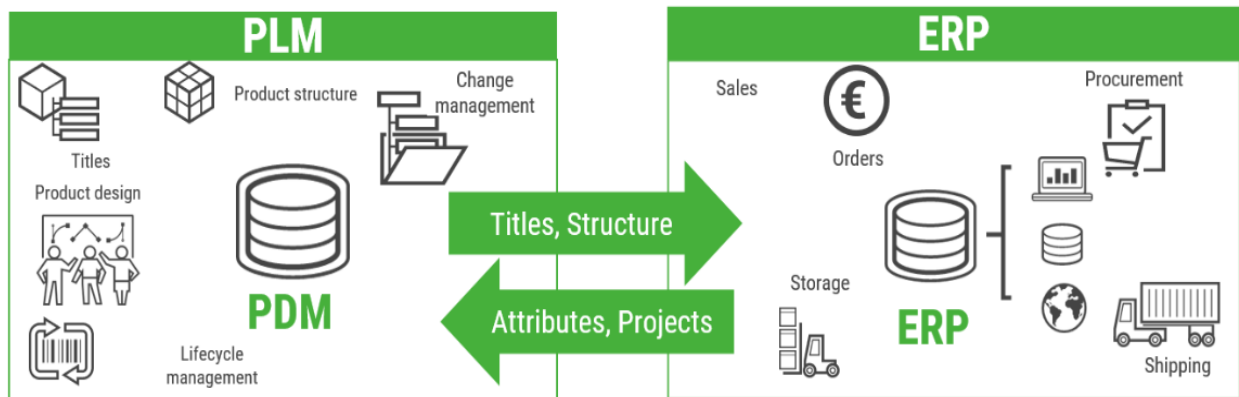 PLM
Titles
Product structure
Change
management
Product design
PDM
Lifecycle
management
Titles, Structure
Attributes, Projects
ERP
Sales
€
Orders
Procurement
Storage
ERP
Shipping